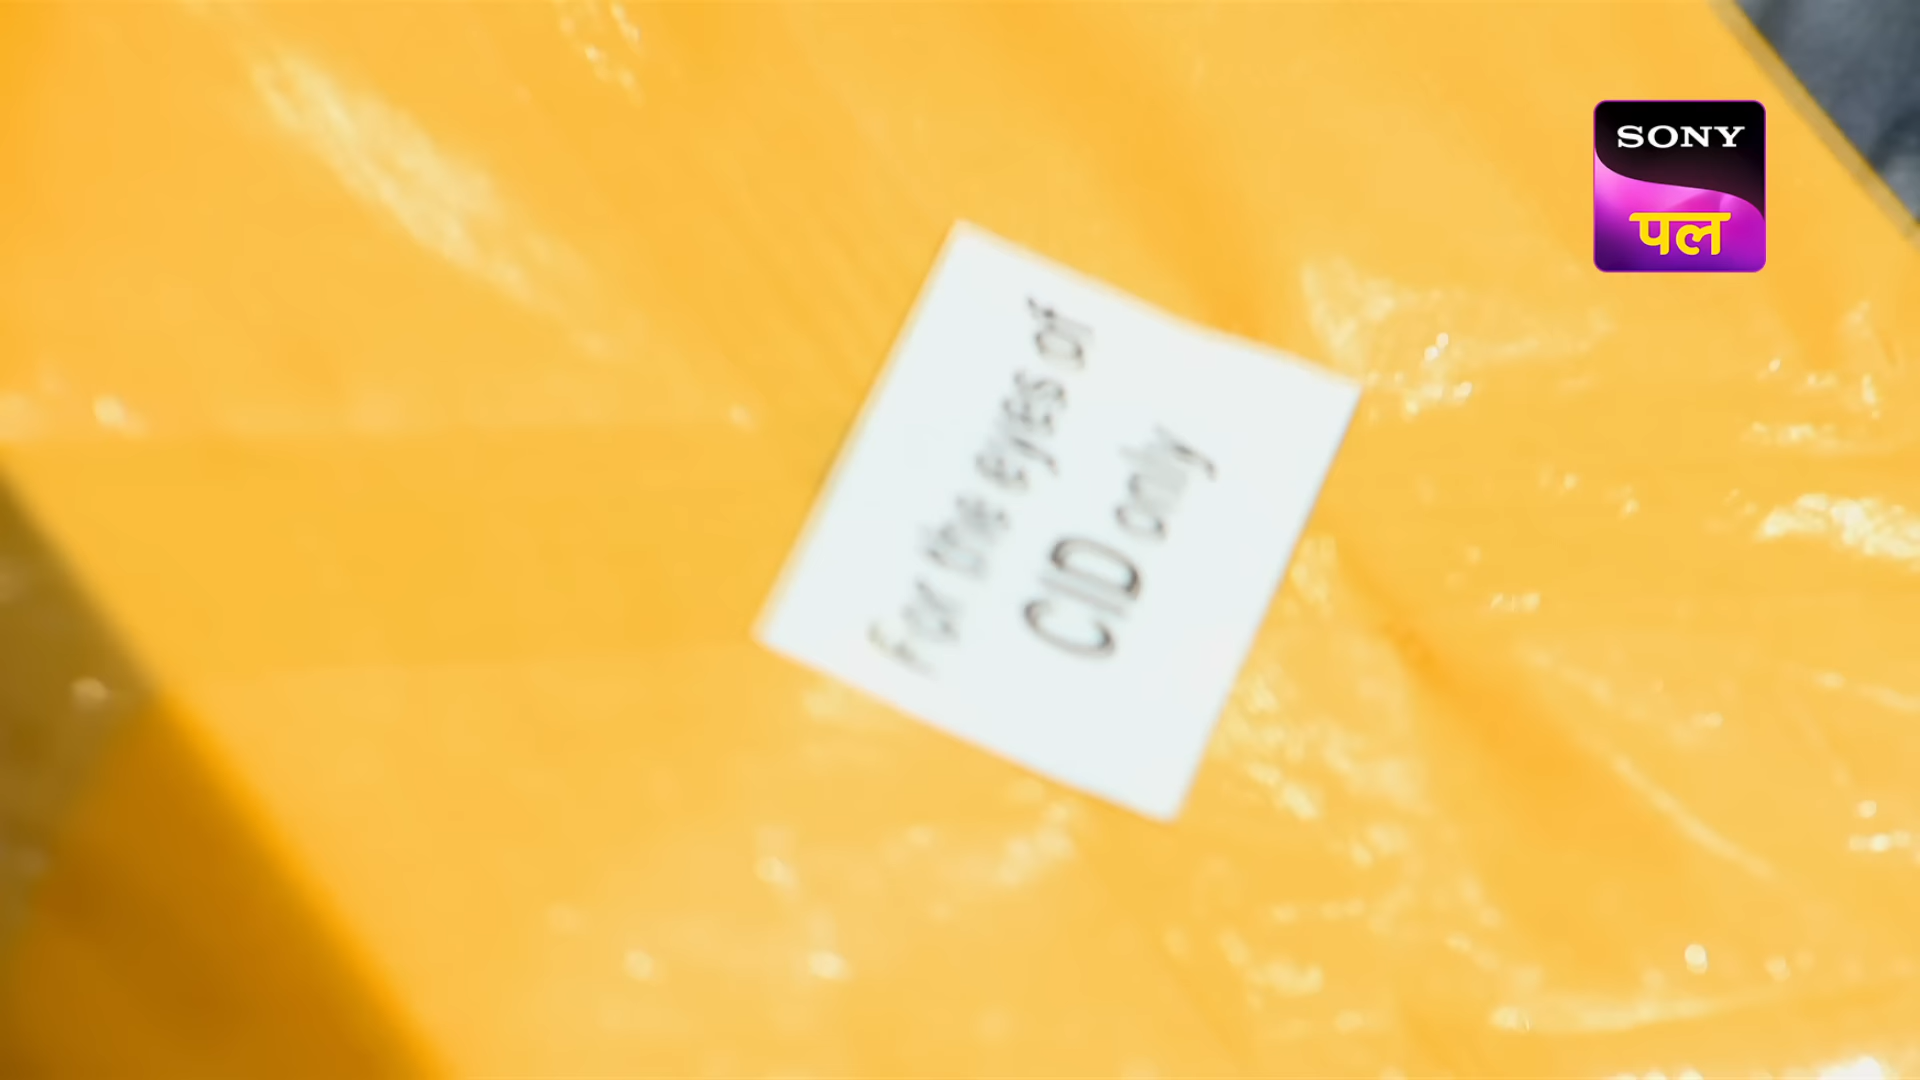 SONY
पल
For the eyes of
CID only